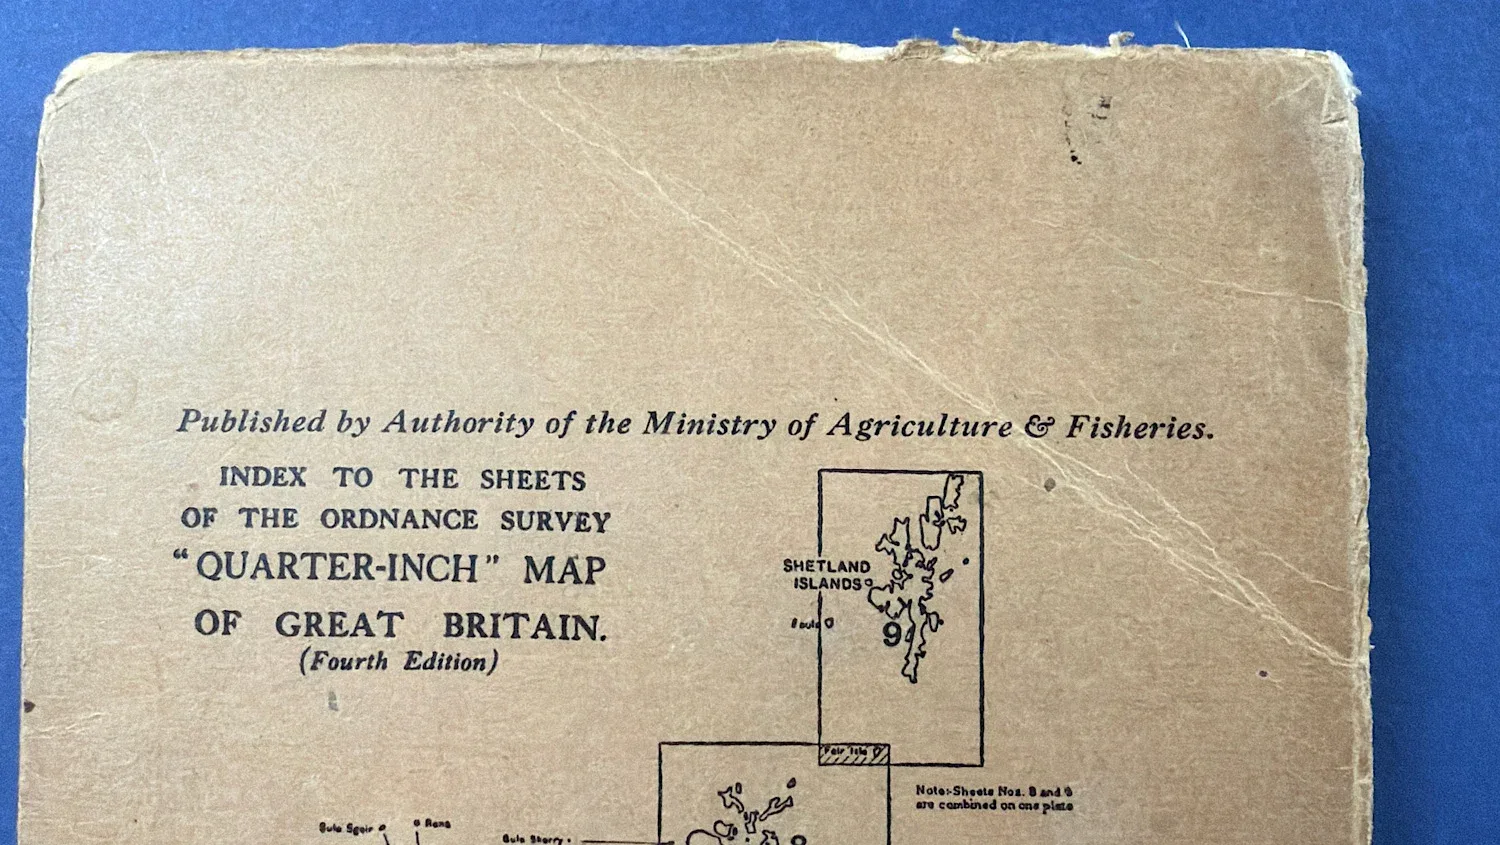 Published by Authority of the Ministry of Agriculture & Fisheries.
INDEX TO THE SHEETS
OF THE ORDNANCE SURVEY
“QUARTER-INCH” MAP
OF GREAT BRITAIN.
(Fourth Edition)
SHETLAND
ISLANDS
9
Fair Isle
Note:-Sheets Nos. 8 and 9
are combined on one plate
Rona
8